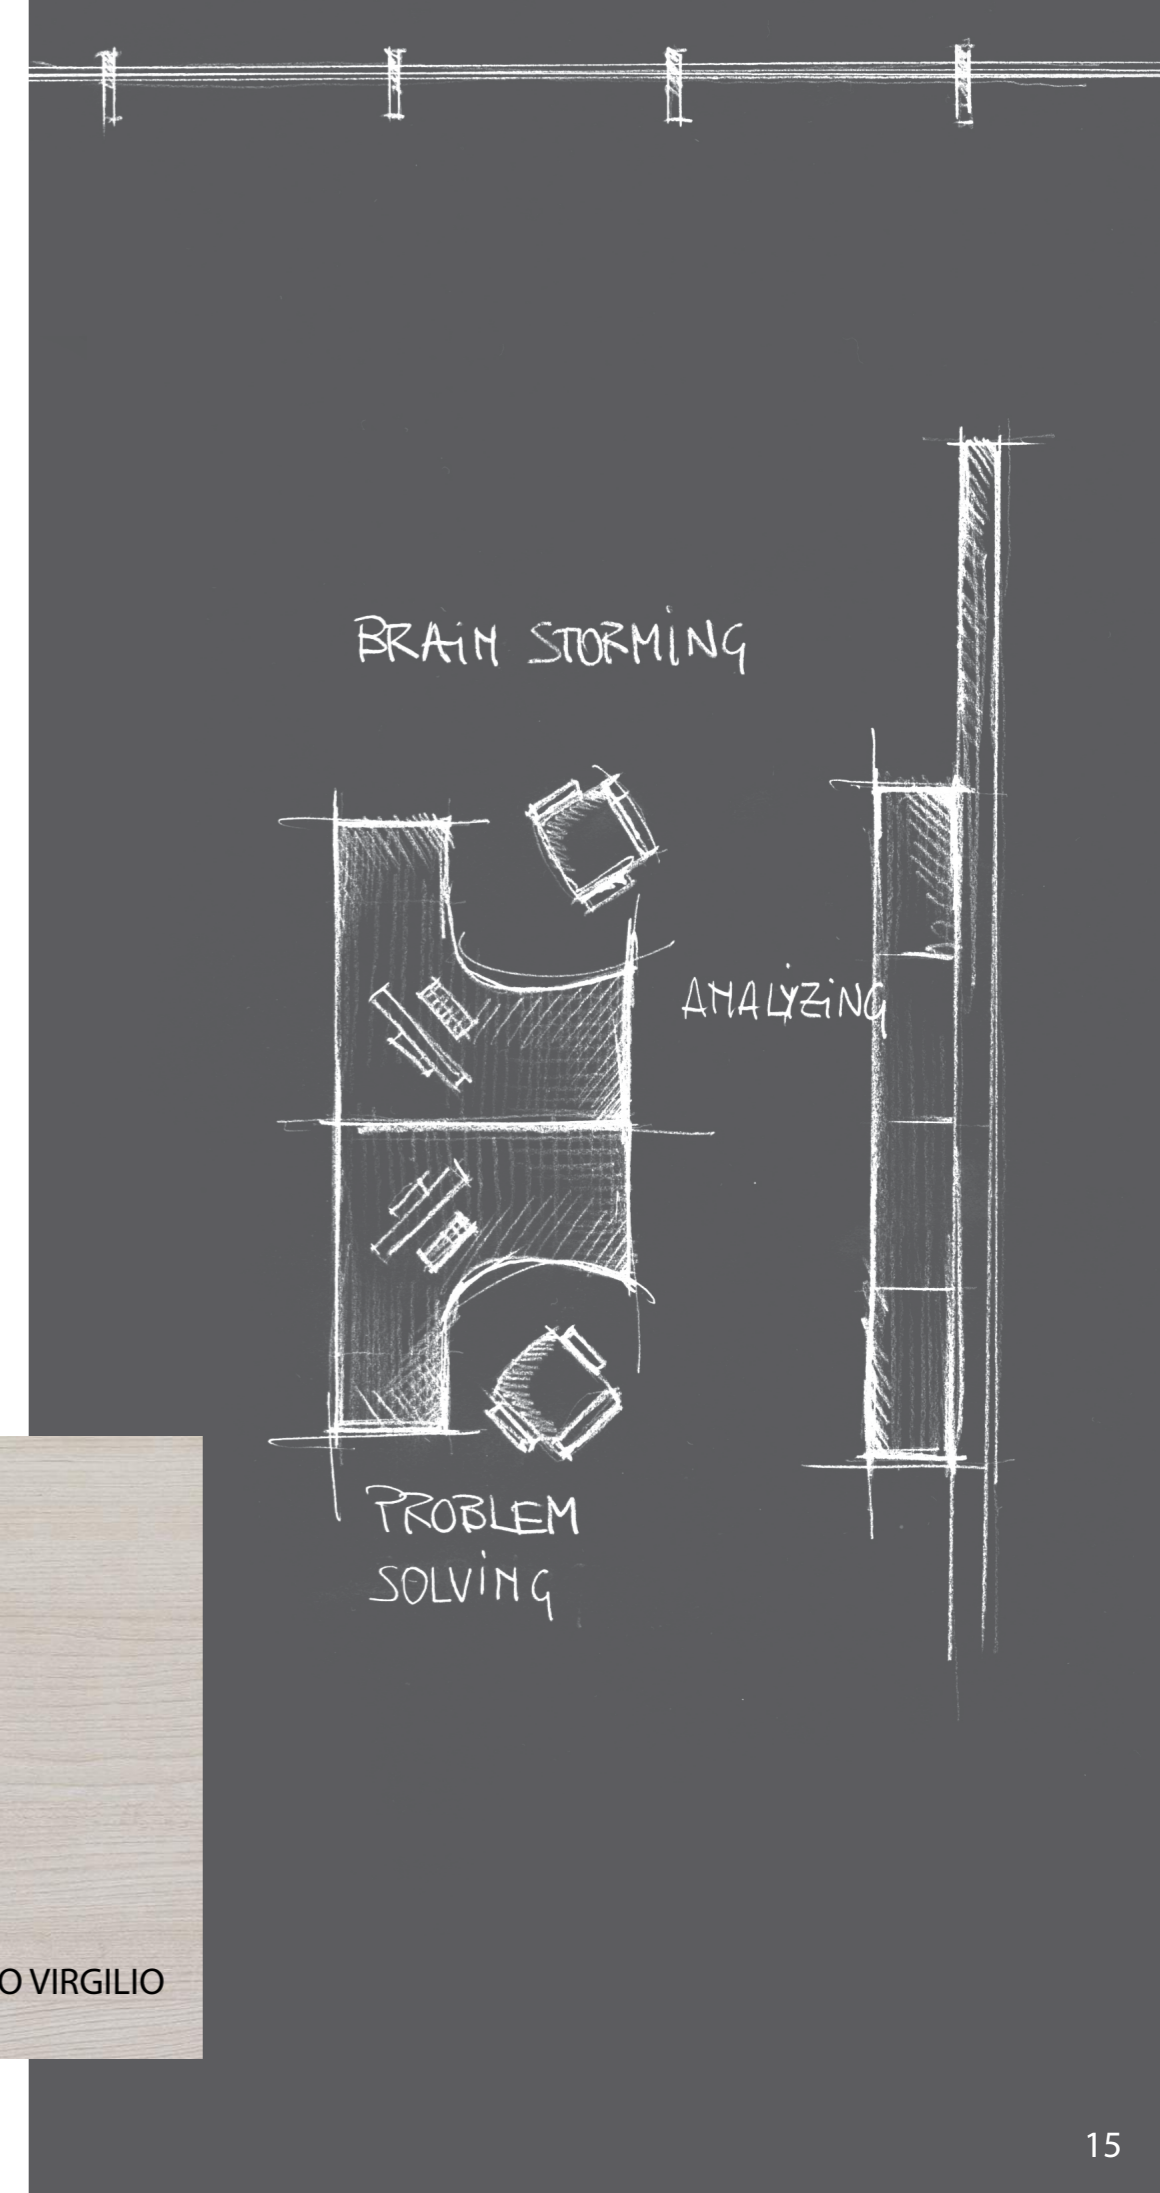 BRAIN STORMING
ANALYZING
PROBLEM
SOLVING
O VIRGILIO
15